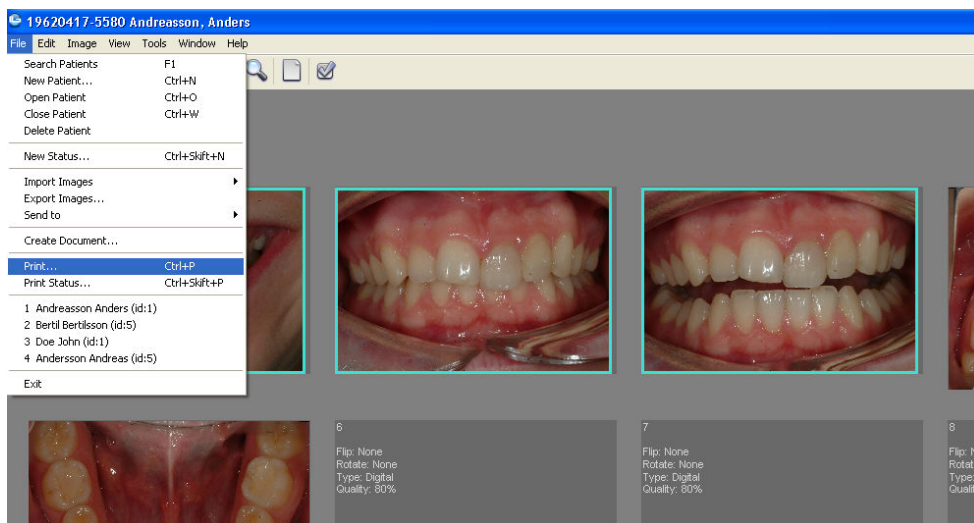 19620417-5580 Andreasson, Anders
File Edit Image View Tools Window Help
Search Patients F1
New Patient... Ctrl+N
Open Patient Ctrl+O
Close Patient Ctrl+W
Delete Patient
New Status... Ctrl+Skift+N
Import Images
Export Images...
Send to
Create Document...
Print... Ctrl+P
Print Status... Ctrl+Skift+P
1 Andreasson Anders (id:1)
2 Bertil Bertilsson (id:5)
3 Doe John (id:1)
4 Andersson Andreas (id:5)
Exit
6
Flip: None
Rotate: None
Type: Digital
Quality: 80%
7
Flip: None
Rotate: None
Type: Digital
Quality: 80%
8
Flip:
Type: